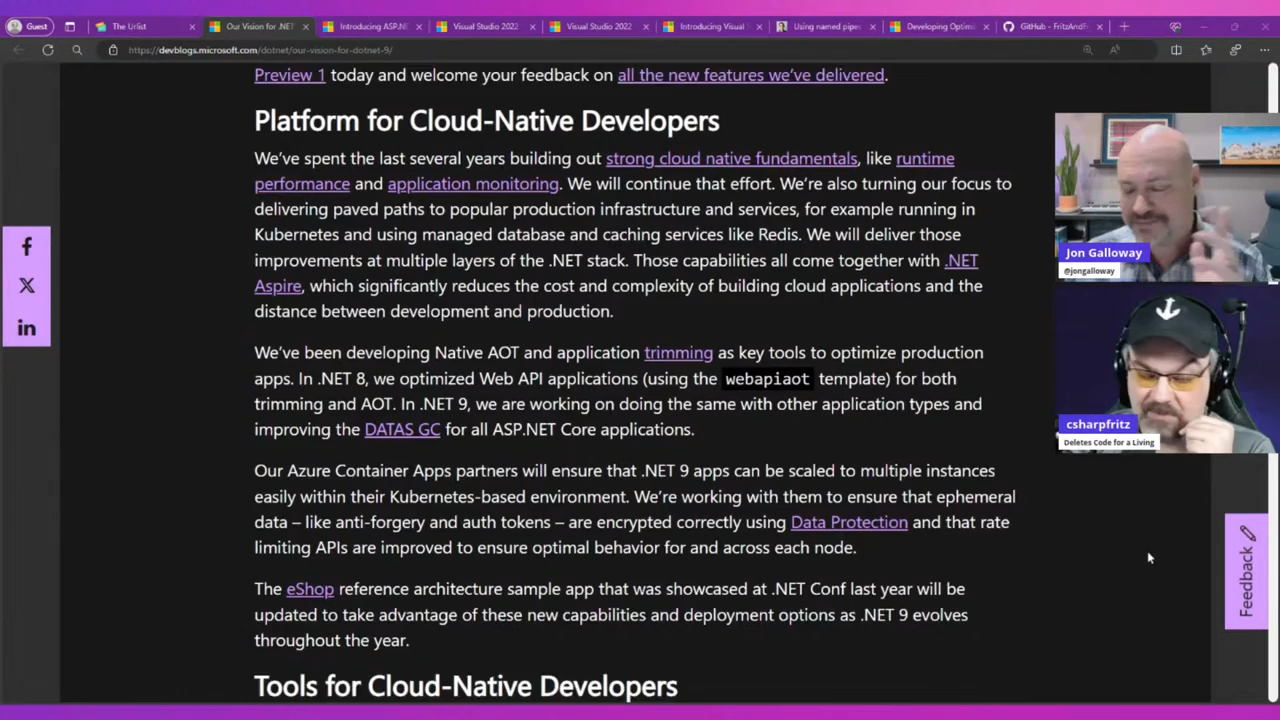 Guest
The Urlist
Our Vision for .NET
Introducing ASP.NE
Visual Studio 2022
Visual Studio 2022
Introducing Visual
Using named pipe
Developing Optimi
GitHub - FritzAndFr
https://devblogs.microsoft.com/dotnet/our-vision-for-dotnet-9/
Preview 1 today and welcome your feedback on all the new features we've delivered.
Platform for Cloud-Native Developers
We've spent the last several years building out strong cloud native fundamentals, like runtime
performance and application monitoring. We will continue that effort. We're also turning our focus to
delivering paved paths to popular production infrastructure and services, for example running in
Kubernetes and using managed database and caching services like Redis. We will deliver those
improvements at multiple layers of the .NET stack. Those capabilities all come together with .NET
Aspire, which significantly reduces the cost and complexity of building cloud applications and the
distance between development and production.
We've been developing Native AOT and application trimming as key tools to optimize production
apps. In .NET 8, we optimized Web API applications (using the webapiaot template) for both
trimming and AOT. In .NET 9, we are working on doing the same with other application types and
improving the DATAS GC for all ASP.NET Core applications.
Our Azure Container Apps partners will ensure that .NET 9 apps can be scaled to multiple instances
easily within their Kubernetes-based environment. We're working with them to ensure that ephemeral
data – like anti-forgery and auth tokens – are encrypted correctly using Data Protection and that rate
limiting APIs are improved to ensure optimal behavior for and across each node.
The eShop reference architecture sample app that was showcased at .NET Conf last year will be
updated to take advantage of these new capabilities and deployment options as .NET 9 evolves
throughout the year.
Tools for Cloud-Native Developers
Jon Galloway
@jongalloway
csharpfritz
Deletes Code for a Living
Feedback